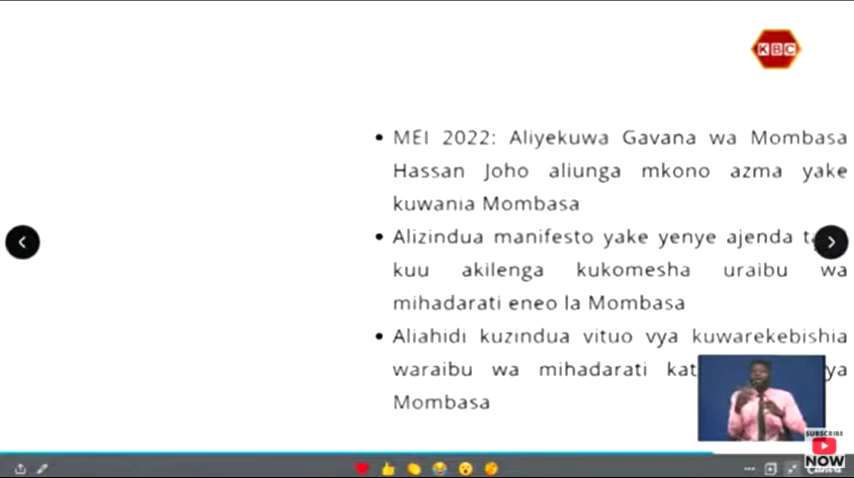 KBC
MEI 2022: Aliyekuwa Gavana wa Mombasa
Hassan Joho aliunga mkono azma yake
kuwania Mombasa
Alizindua manifesto yake yenye ajenda
kuu akilenga kukomesha uraibu wa
mihadarati eneo la Mombasa
Aliahidi kuzindua vituo vya kuwarekebishia
waraibu wa mihadarati ya
Mombasa
SUBSCRIBE
NOW